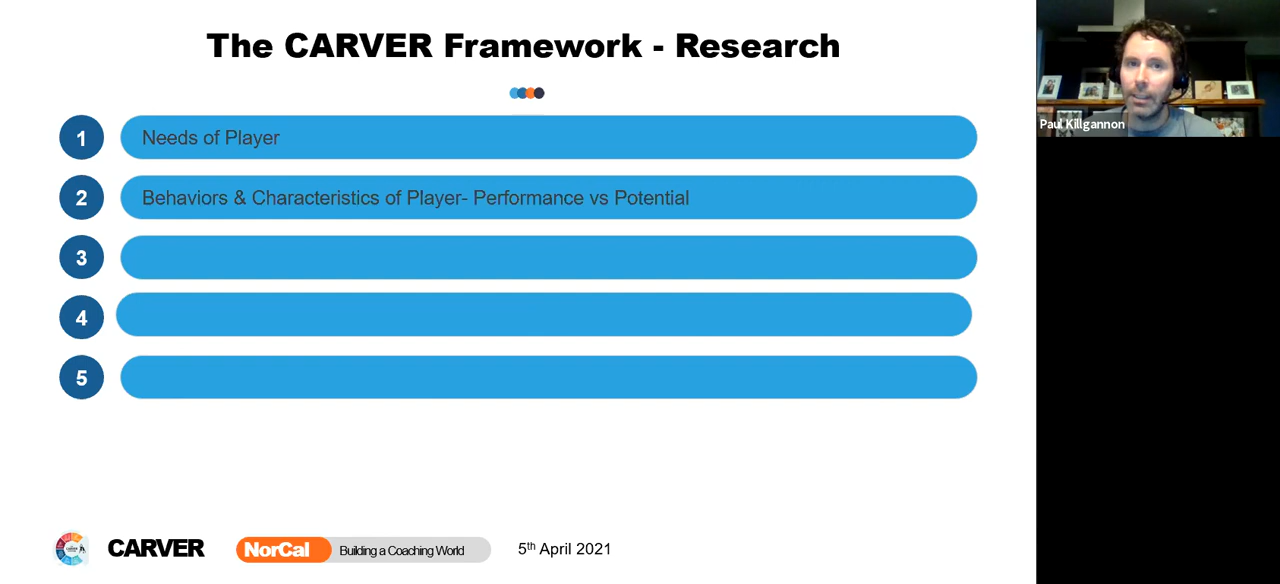 The CARVER Framework - Research
1
Needs of Player
2
Behaviors & Characteristics of Player- Performance vs Potential
3
4
5
CARVER
NorCal
Building a Coaching World
5th April 2021
Paul Killgannon